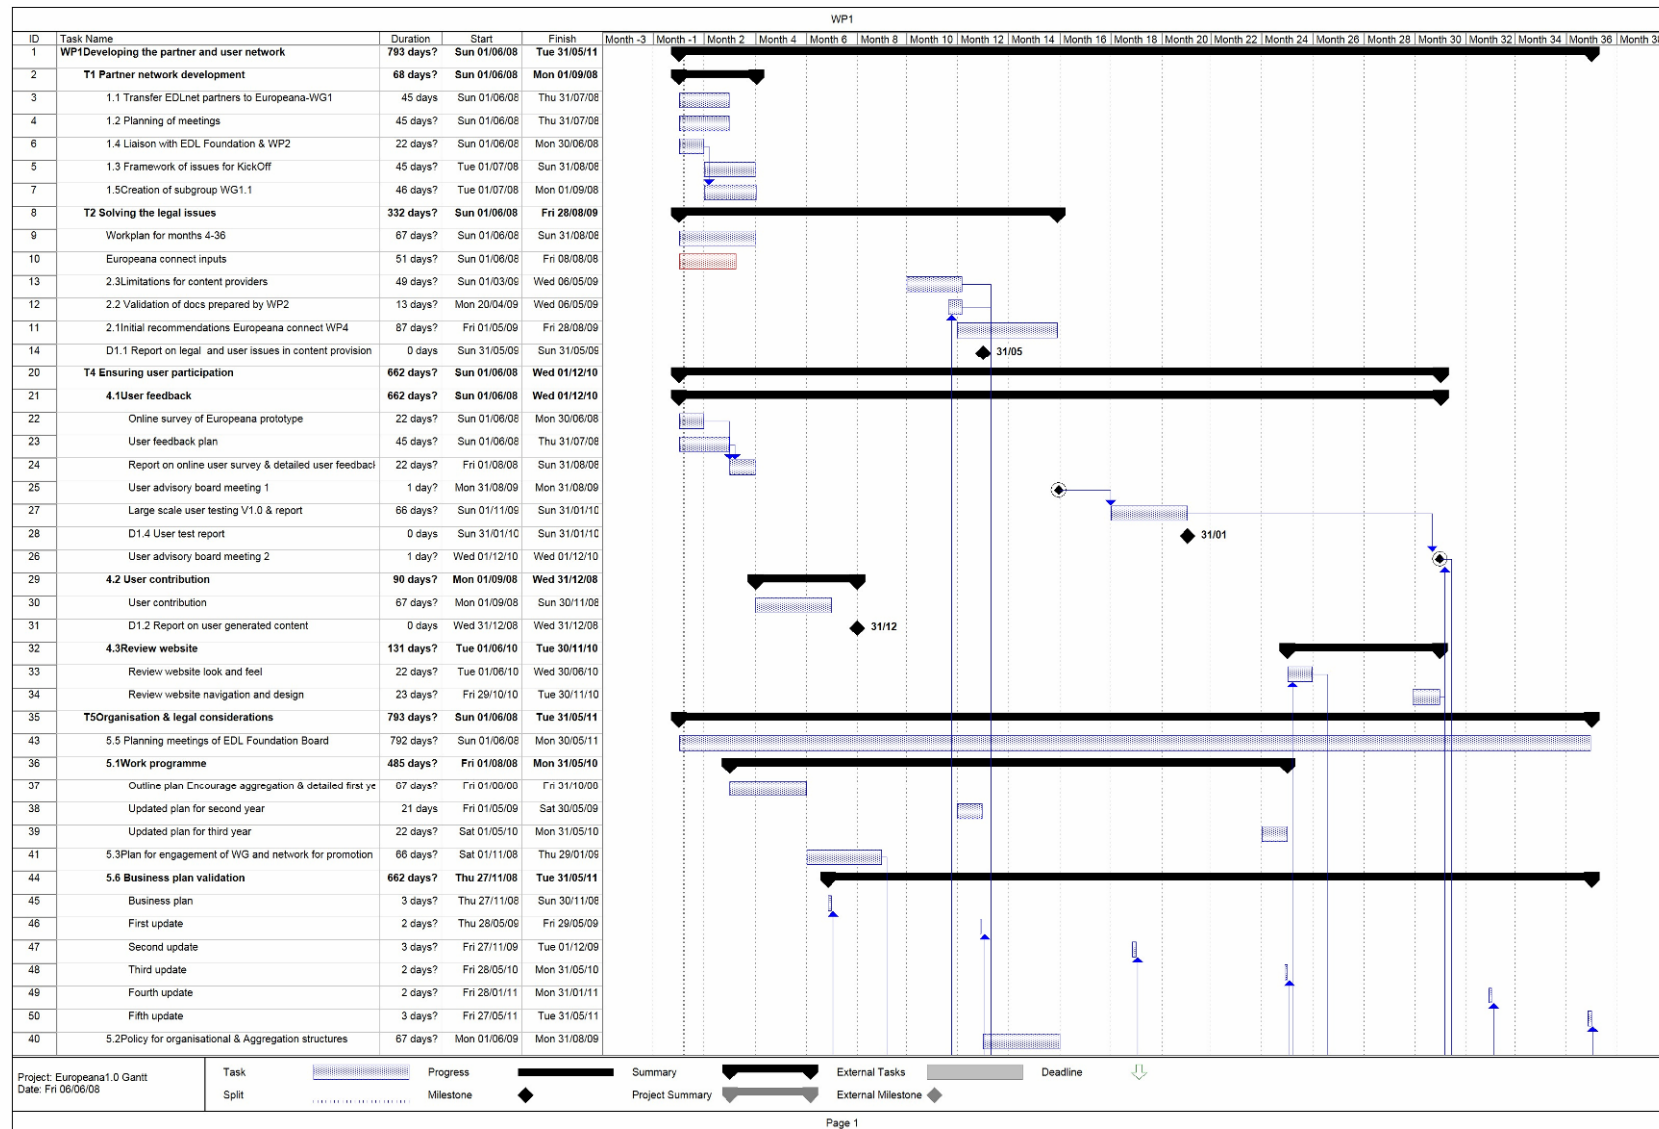 WP1
ID Task Name Duration Start Finish Month -3 Month -1 Month 2 Month 4 Month 6 Month 8 Month 10 Month 12 Month 14 Month 16 Month 18 Month 20 Month 22 Month 24 Month 26 Month 28 Month 30 Month 32 Month 34 Month 36 Month 38
1 WP1Developing the partner and user network 793 days? Sun 01/06/08 Tue 31/05/11
2 T1 Partner network development 68 days? Sun 01/06/08 Mon 01/09/08
3 1.1 Transfer EDLnet partners to Europeana-WG1 45 days Sun 01/06/08 Thu 31/07/08
4 1.2 Planning of meetings 45 days? Sun 01/06/08 Thu 31/07/08
6 1.4 Liaison with EDL Foundation & WP2 22 days? Sun 01/06/08 Mon 30/06/08
5 1.3 Framework of issues for KickOff 45 days? Tue 01/07/08 Sun 31/08/08
7 1.5Creation of subgroup WG1.1 46 days? Tue 01/07/08 Mon 01/09/08
8 T2 Solving the legal issues 332 days? Sun 01/06/08 Fri 28/08/09
9 Workplan for months 4-36 67 days? Sun 01/06/08 Sun 31/08/08
10 Europeana connect inputs 51 days? Sun 01/06/08 Fri 08/08/08
13 2.3Limitations for content providers 49 days? Sun 01/03/09 Wed 06/05/09
12 2.2 Validation of docs prepared by WP2 13 days? Mon 20/04/09 Wed 06/05/09
11 2.1Initial recommendations Europeana connect WP4 87 days? Fri 01/05/09 Fri 28/08/09
14 D1.1 Report on legal and user issues in content provision 0 days Sun 31/05/09 Sun 31/05/09 31/05
20 T4 Ensuring user participation 662 days? Sun 01/06/08 Wed 01/12/10
21 4.1User feedback 662 days? Sun 01/06/08 Wed 01/12/10
22 Online survey of Europeana prototype 22 days? Sun 01/06/08 Mon 30/06/08
23 User feedback plan 45 days? Sun 01/06/08 Thu 31/07/08
24 Report on online user survey & detailed user feedback 22 days? Fri 01/08/08 Sun 31/08/08
25 User advisory board meeting 1 1 day? Mon 31/08/09 Mon 31/08/09
27 Large scale user testing V1.0 & report 66 days? Sun 01/11/09 Sun 31/01/10
28 D1.4 User test report 0 days Sun 31/01/10 Sun 31/01/10 31/01
26 User advisory board meeting 2 1 day? Wed 01/12/10 Wed 01/12/10
29 4.2 User contribution 90 days? Mon 01/09/08 Wed 31/12/08
30 User contribution 67 days? Mon 01/09/08 Sun 30/11/08
31 D1.2 Report on user generated content 0 days Wed 31/12/08 Wed 31/12/08 31/12
32 4.3Review website 131 days? Tue 01/06/10 Tue 30/11/10
33 Review website look and feel 22 days? Tue 01/06/10 Wed 30/06/10
34 Review website navigation and design 23 days? Fri 29/10/10 Tue 30/11/10
35 T5Organisation & legal considerations 793 days? Sun 01/06/08 Tue 31/05/11
43 5.5 Planning meetings of EDL Foundation Board 792 days? Sun 01/06/08 Mon 30/05/11
36 5.1Work programme 485 days? Fri 01/08/08 Mon 31/05/10
37 Outline plan Encourage aggregation & detailed first ye 67 days? Fri 01/08/08 Fri 31/10/08
38 Updated plan for second year 21 days Fri 01/05/09 Sat 30/05/09
39 Updated plan for third year 22 days? Sat 01/05/10 Mon 31/05/10
41 5.3Plan for engagement of WG and network for promotion 66 days? Sat 01/11/08 Thu 29/01/09
44 5.6 Business plan validation 662 days? Thu 27/11/08 Tue 31/05/11
45 Business plan 3 days? Thu 27/11/08 Sun 30/11/08
46 First update 2 days? Thu 28/05/09 Fri 29/05/09
47 Second update 3 days? Fri 27/11/09 Tue 01/12/09
48 Third update 2 days? Fri 28/05/10 Mon 31/05/10
49 Fourth update 2 days? Fri 28/01/11 Mon 31/01/11
50 Fifth update 3 days? Fri 27/05/11 Tue 31/05/11
40 5.2Policy for organisational & Aggregation structures 67 days? Mon 01/06/09 Mon 31/08/09
Project: Europeana1.0 Gantt
Date: Fri 06/06/08
Task Progress Summary External Tasks Deadline
Split Milestone Project Summary External Milestone
Page 1